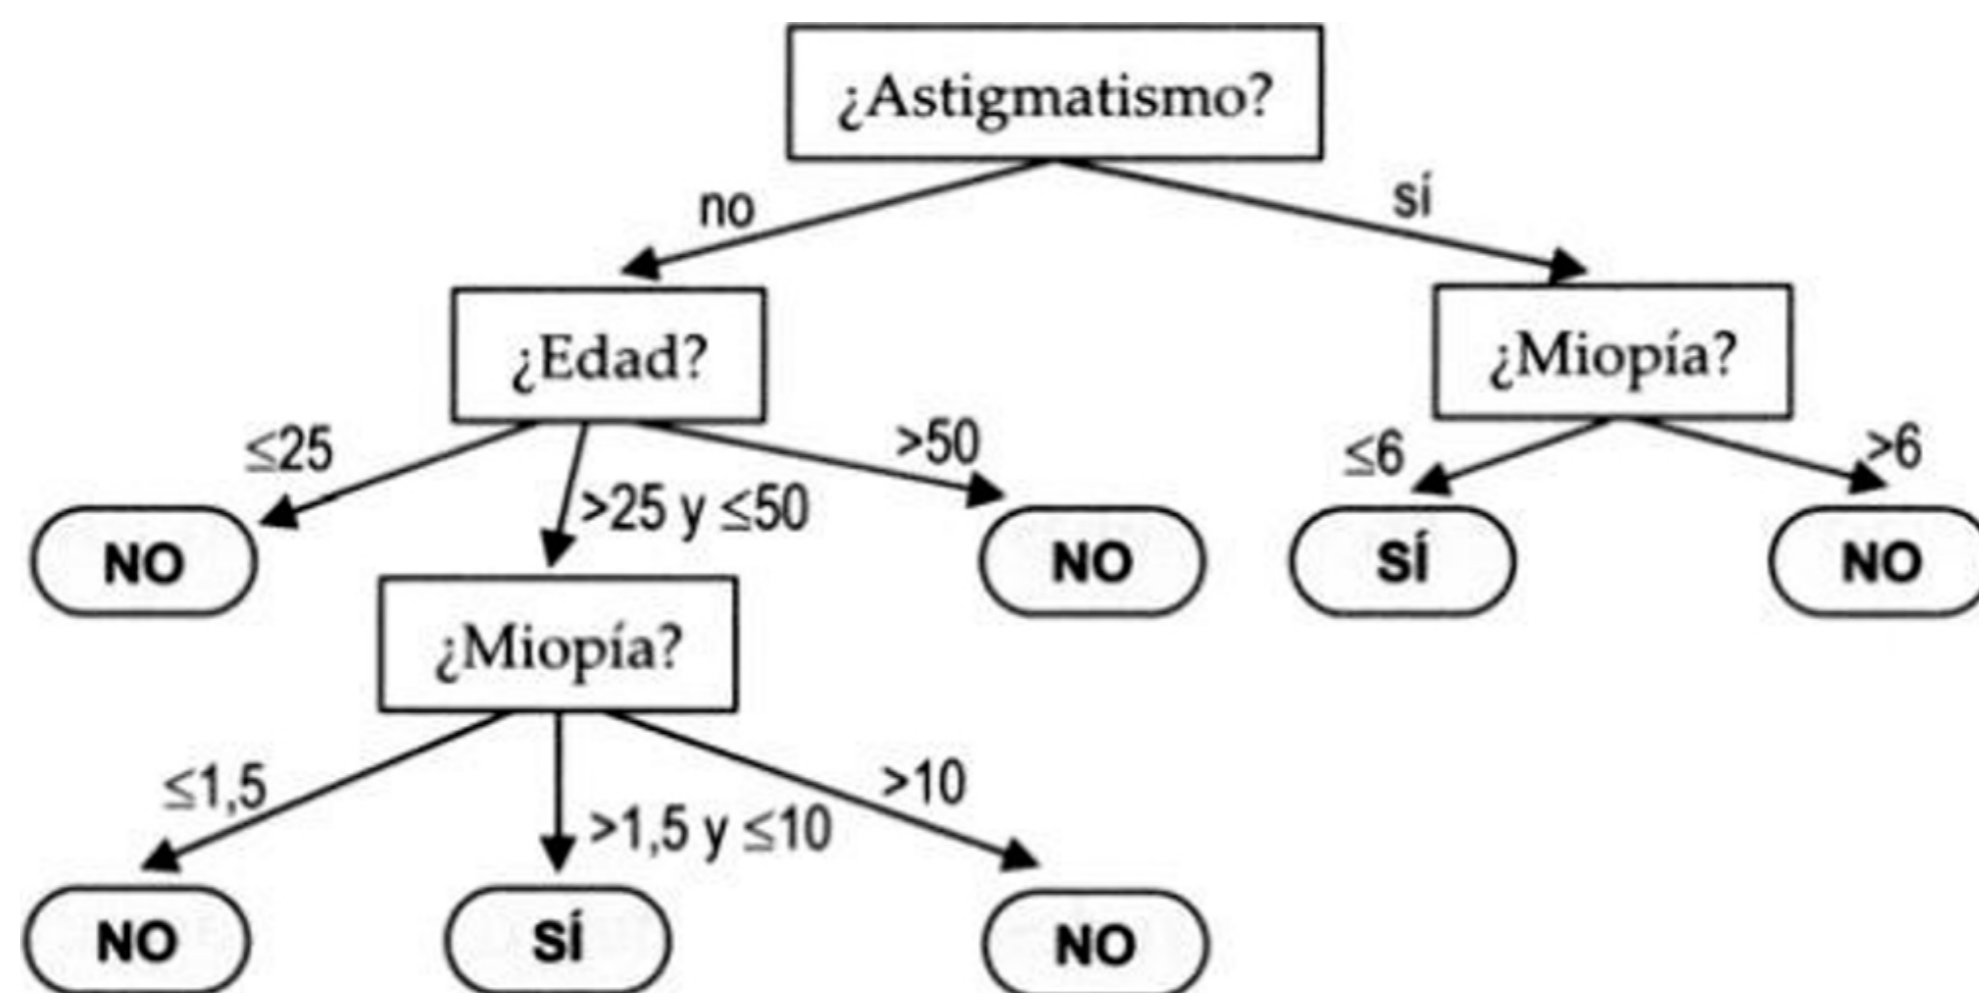 ¿Astigmatismo?
no
sí
¿Edad?
¿Miopía?
≤25
>25 y ≤50
>50
≤6
>6
NO
NO
SÍ
NO
¿Miopía?
≤1,5
>1,5 y ≤10
>10
NO
SÍ
NO